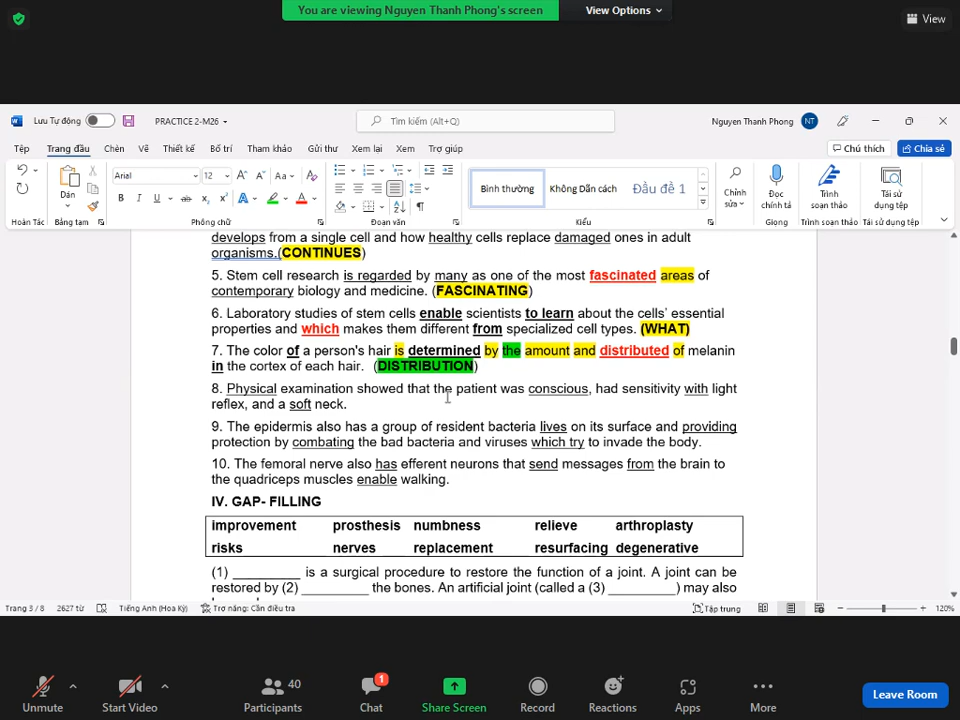 You are viewing Nguyen Thanh Phong's screen
View Options
View
Lưu Tự động
PRACTICE 2-M26
Tìm kiếm (Alt+Q)
Nguyen Thanh Phong
NT
Tệp Trang đầu Chèn Vẽ Thiết kế Bố trí Tham khảo Gửi thư Xem lại Xem Trợ giúp
Chú thích
Chia sẻ
Dán
Arial
12
Bình thường
Không Dãn cách
Đầu đề 1
Chỉnh sửa
Đọc chính tả
Trình soạn thảo
Tái sử dụng tệp
Hoàn Tác Bảng tạm Phông chữ Đoạn văn Kiểu Giọng Trình soạn thảo Tái sử dụng tệp
develops from a single cell and how healthy cells replace damaged ones in adult
organisms.(CONTINUES)
5. Stem cell research is regarded by many as one of the most fascinated areas of
contemporary biology and medicine. (FASCINATING)
6. Laboratory studies of stem cells enable scientists to learn about the cells' essential
properties and which makes them different from specialized cell types. (WHAT)
7. The color of a person's hair is determined by the amount and distributed of melanin
in the cortex of each hair. (DISTRIBUTION)
8. Physical examination showed that the patient was conscious, had sensitivity with light
reflex, and a soft neck.
9. The epidermis also has a group of resident bacteria lives on its surface and providing
protection by combating the bad bacteria and viruses which try to invade the body.
10. The femoral nerve also has efferent neurons that send messages from the brain to
the quadriceps muscles enable walking.
IV. GAP- FILLING
improvement prosthesis numbness relieve arthroplasty
risks nerves replacement resurfacing degenerative
(1) _________ is a surgical procedure to restore the function of a joint. A joint can be
restored by (2) _________ the bones. An artificial joint (called a (3) _________) may also
Trang 3 / 8 2627 từ Tiếng Anh (Hoa Kỳ) Trợ năng: Cần điều tra
Tập trung
120%
Unmute
Start Video
40
Participants
1
Chat
Share Screen
Record
Reactions
Apps
More
Leave Room